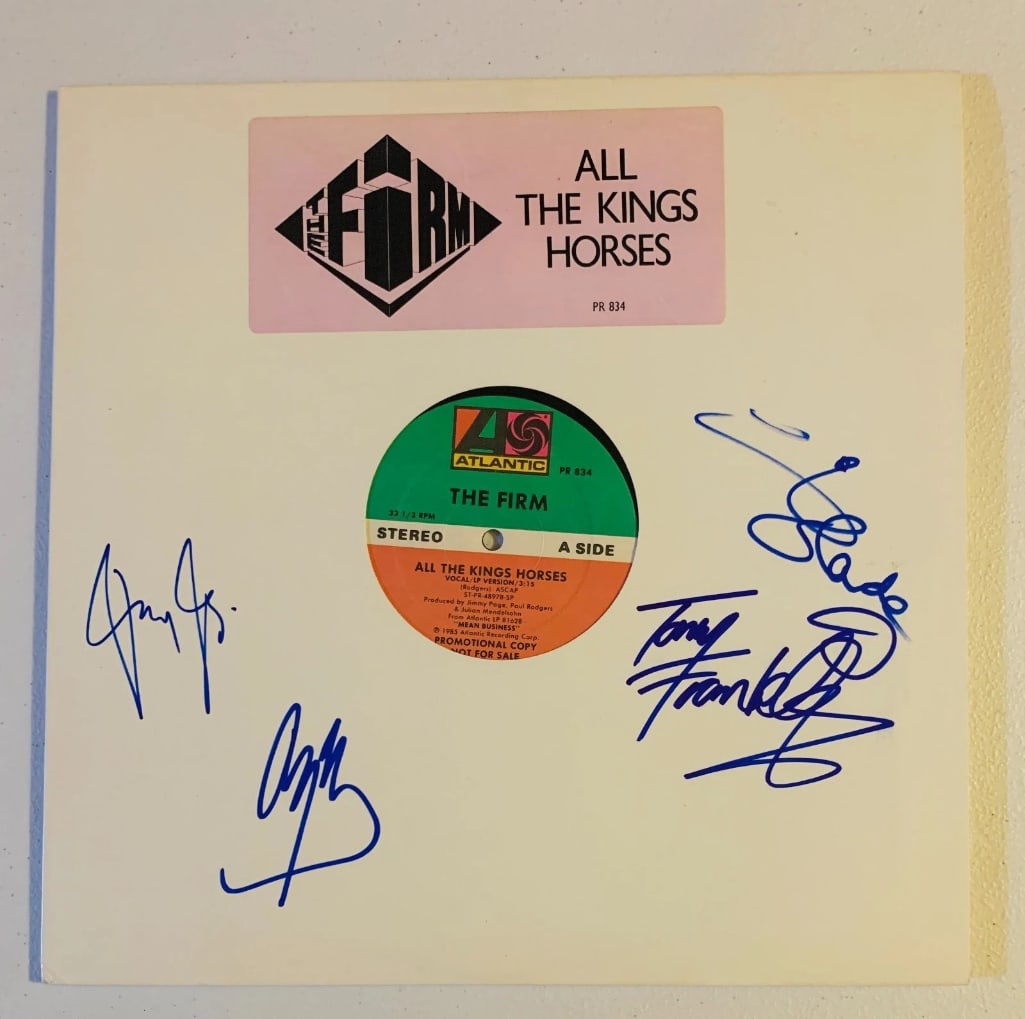 THE FIRM
ALL
THE KINGS
HORSES
PR 834
ATLANTIC
PR 834
THE FIRM
33 1/3 RPM
STEREO
A SIDE
ALL THE KINGS HORSES
VOCAL/LP VERSION/3:15
(Rodgers) ASCAP
ST-PR-48978-SP
Produced by Jimmy Page, Paul Rodgers
& Julian Mendelsohn
From Atlantic LP 81628
"MEAN BUSINESS"
℗ 1985 Atlantic Recording Corp.
PROMOTIONAL COPY
NOT FOR SALE
Slade
Tony
Franklin